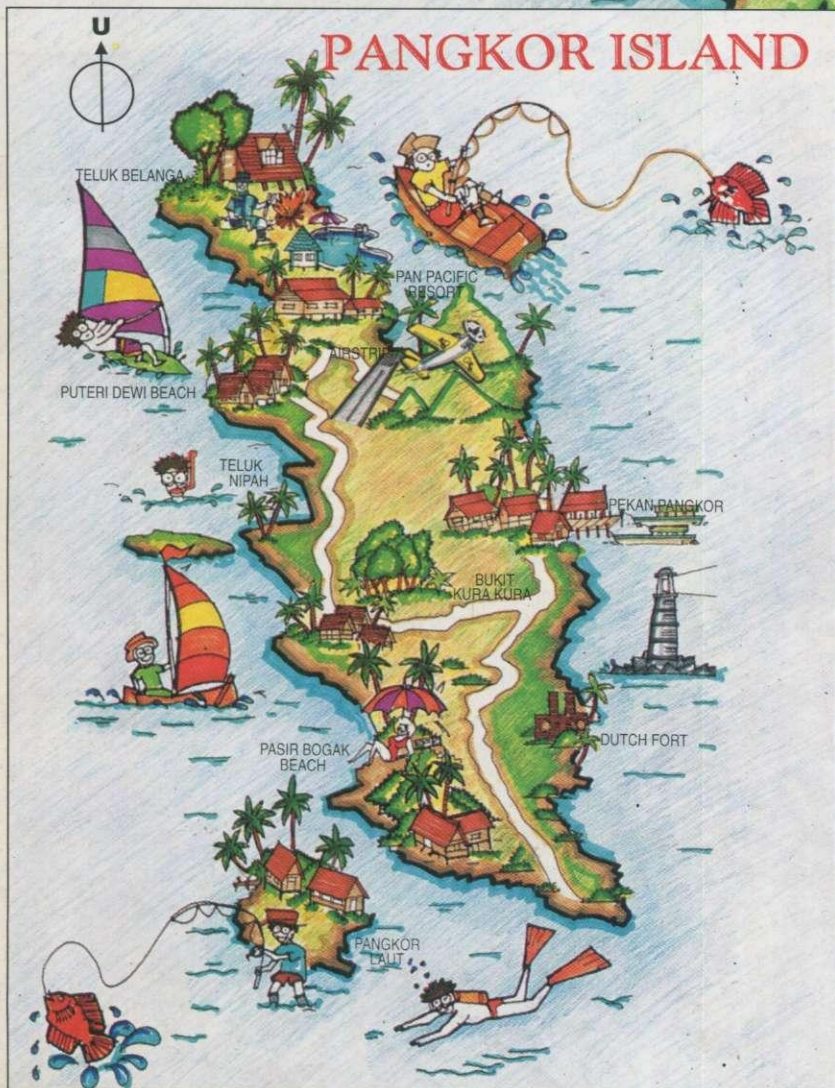 U
PANGKOR ISLAND
TELUK BELANGA
PAN PACIFIC
RESORT
AIRSTRIP
PUTERI DEWI BEACH
TELUK
NIPAH
PEKAN PANGKOR
BUKIT
KURA KURA
PASIR BOGAK
BEACH
DUTCH FORT
PANGKOR
LAUT